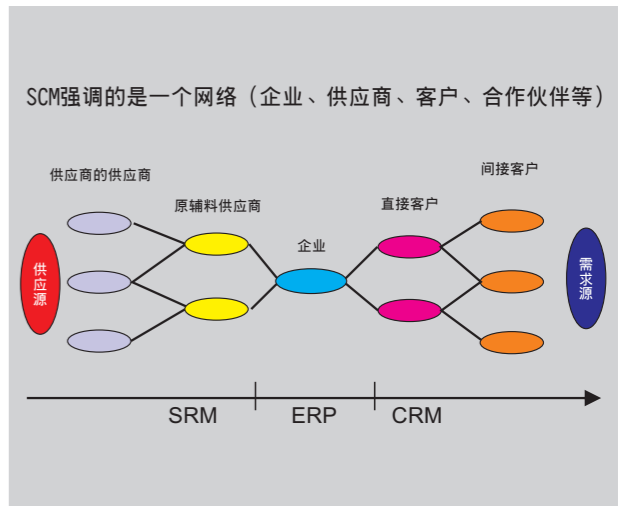 SCM强调的是一个网络（企业、供应商、客户、合作伙伴等）
间接客户
供应商的供应商
原辅料供应商
直接客户
企业
供应源
需求源
SRM
ERP
CRM